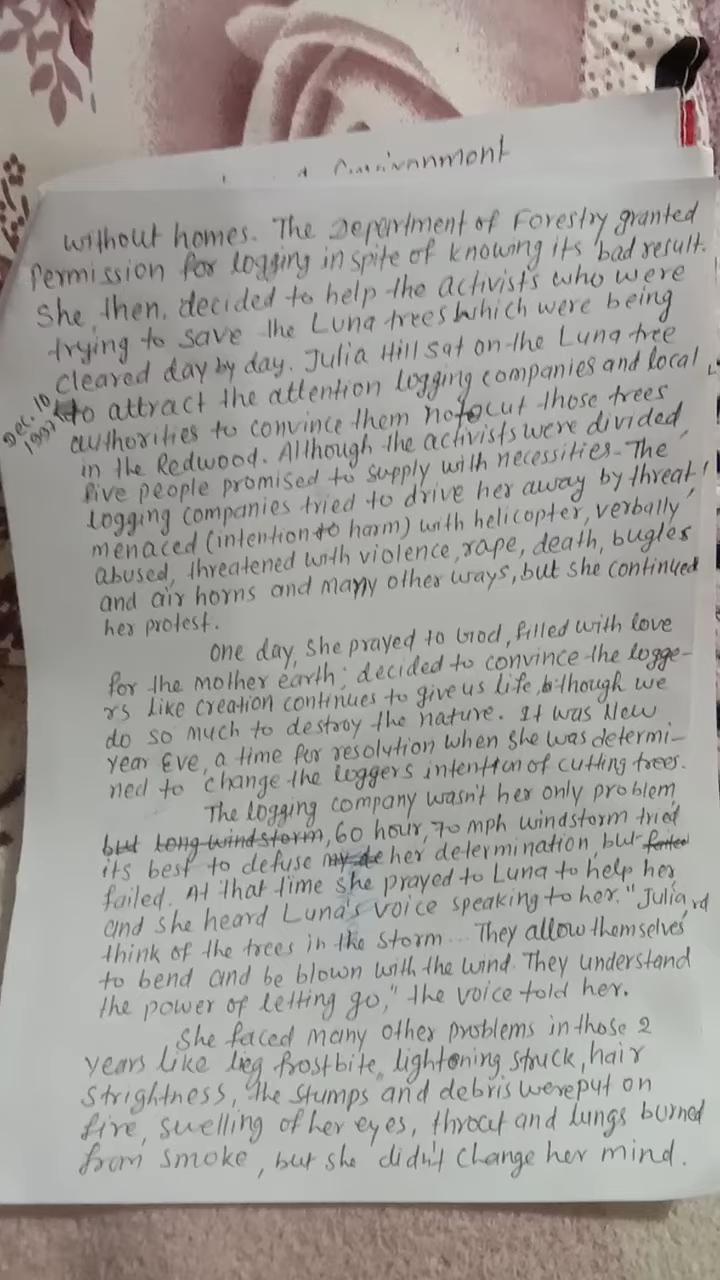 without homes. The Department of Forestry granted
Permission for logging in spite of knowing its bad result.
She, then, decided to help the activists who were
trying to save the Luna trees which were being
cleared day by day. Julia Hill sat on the Luna tree
Dec. 10
1997
to attract the attention logging companies and local
authorities to convince them not to cut those trees
in the Redwood. Although the activists were divided,
five people promised to supply with necessities. The
logging companies tried to drive her away by threat,
menaced (intention to harm) with helicopter, verbally
abused, threatened with violence, rape, death, bugles
and air horns and many other ways, but she continued
her protest.
One day, she prayed to God, filled with love
for the mother earth; decided to convince the logge-
rs like creation continues to give us life though we
do so much to destroy the nature. It was New
Year Eve, a time for resolution when she was determi-
ned to change the loggers intention of cutting trees.
The logging company wasn't her only problem
but long windstorm, 60 hour, 70 mph windstorm tried
its best to defuse my de her determination, but failed
failed. At that time she prayed to Luna to help her
and she heard Luna's voice speaking to her. "Julia,
think of the trees in the storm... They allow themselves
to bend and be blown with the wind. They understand
the power of letting go," the voice told her.
She faced many other problems in those 2
years like leg frostbite, lightening struck, hair
strightness, the stumps and debris were put on
fire, swelling of her eyes, throat and lungs burned
from smoke, but she didn't change her mind.